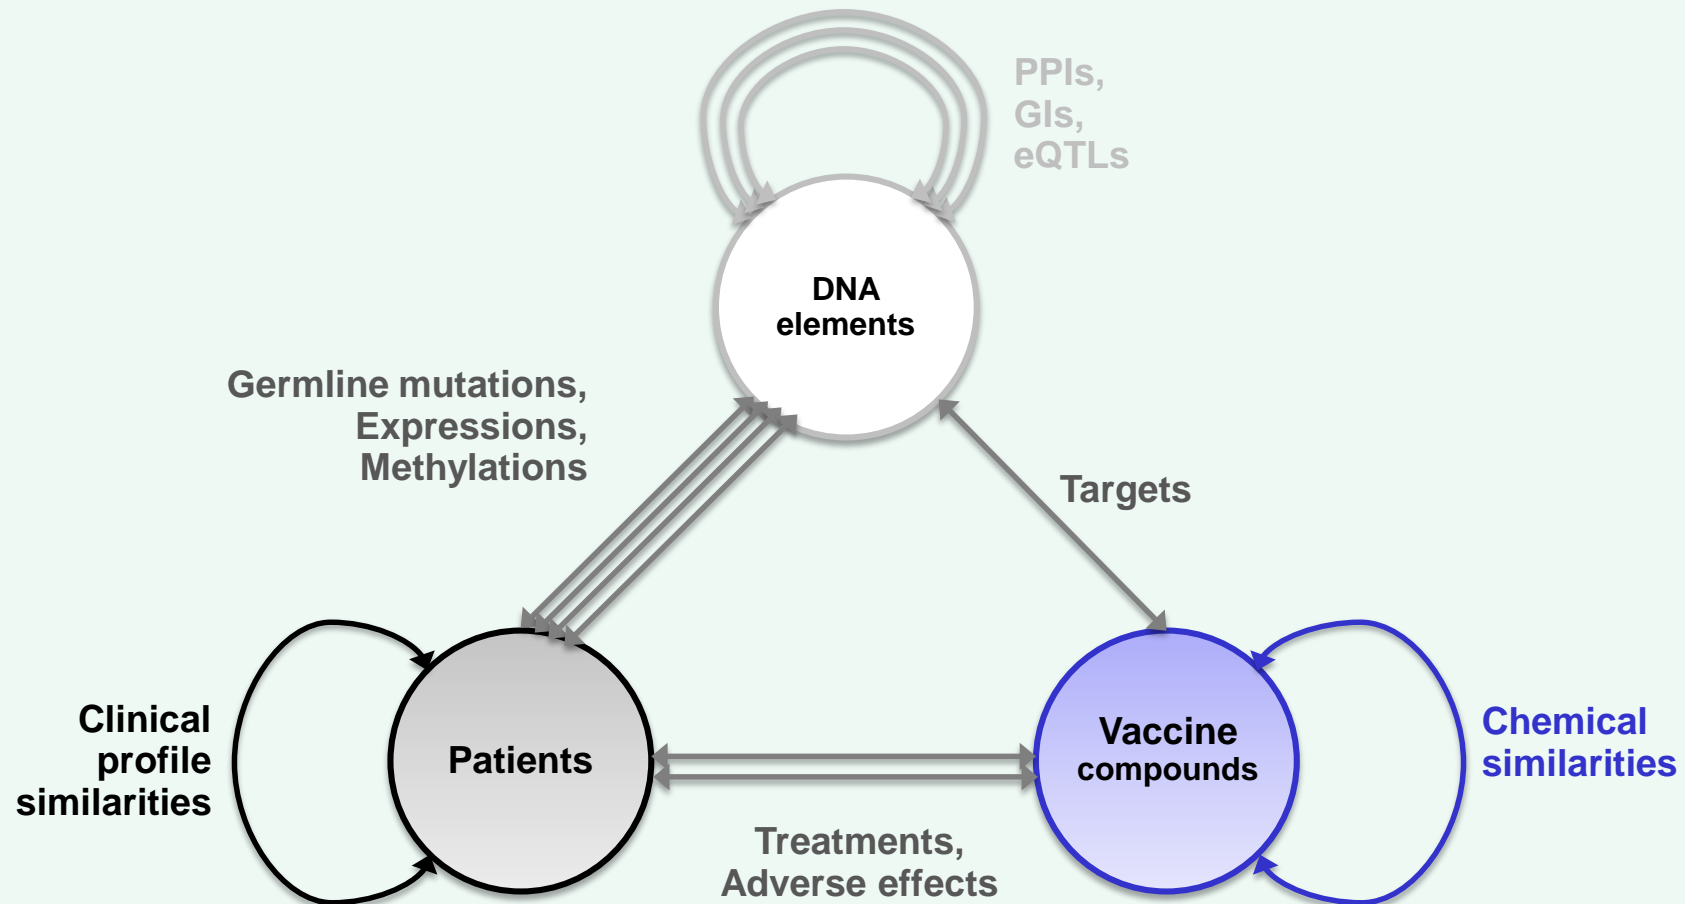 PPIs,
GIs,
eQTLs
DNA
elements
Germline mutations,
Expressions,
Methylations
Targets
Clinical
profile
similarities
Patients
Vaccine
compounds
Chemical
similarities
Treatments,
Adverse effects